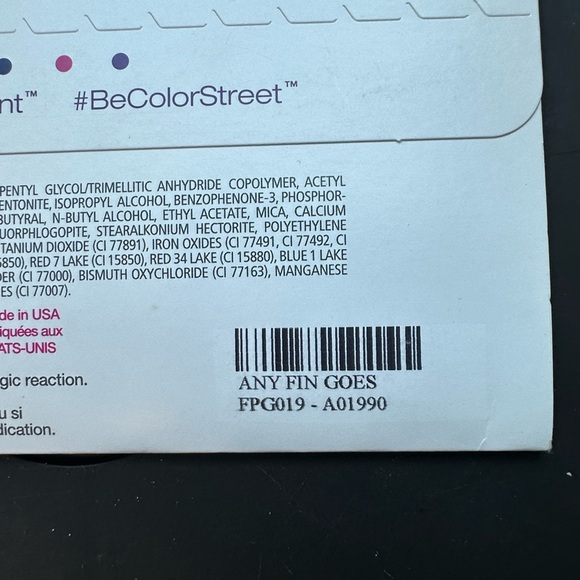 nt™ #BeColorStreet™
PENTYL GLYCOL/TRIMELLITIC ANHYDRIDE COPOLYMER, ACETYL
ENTONITE, ISOPROPYL ALCOHOL, BENZOPHENONE-3, PHOSPHOR-
BUTYRAL, N-BUTYL ALCOHOL, ETHYL ACETATE, MICA, CALCIUM
UORPHLOGOPITE, STEARALKONIUM HECTORITE, POLYETHYLENE
TANIUM DIOXIDE (CI 77891), IRON OXIDES (CI 77491, CI 77492, CI
5850), RED 7 LAKE (CI 15850), RED 34 LAKE (CI 15880), BLUE 1 LAKE
DER (CI 77000), BISMUTH OXYCHLORIDE (CI 77163), MANGANESE
ES (CI 77007).
de in USA
iquées aux
ATS-UNIS
gic reaction.
u si
dication.
ANY FIN GOES
FPG019 - A01990